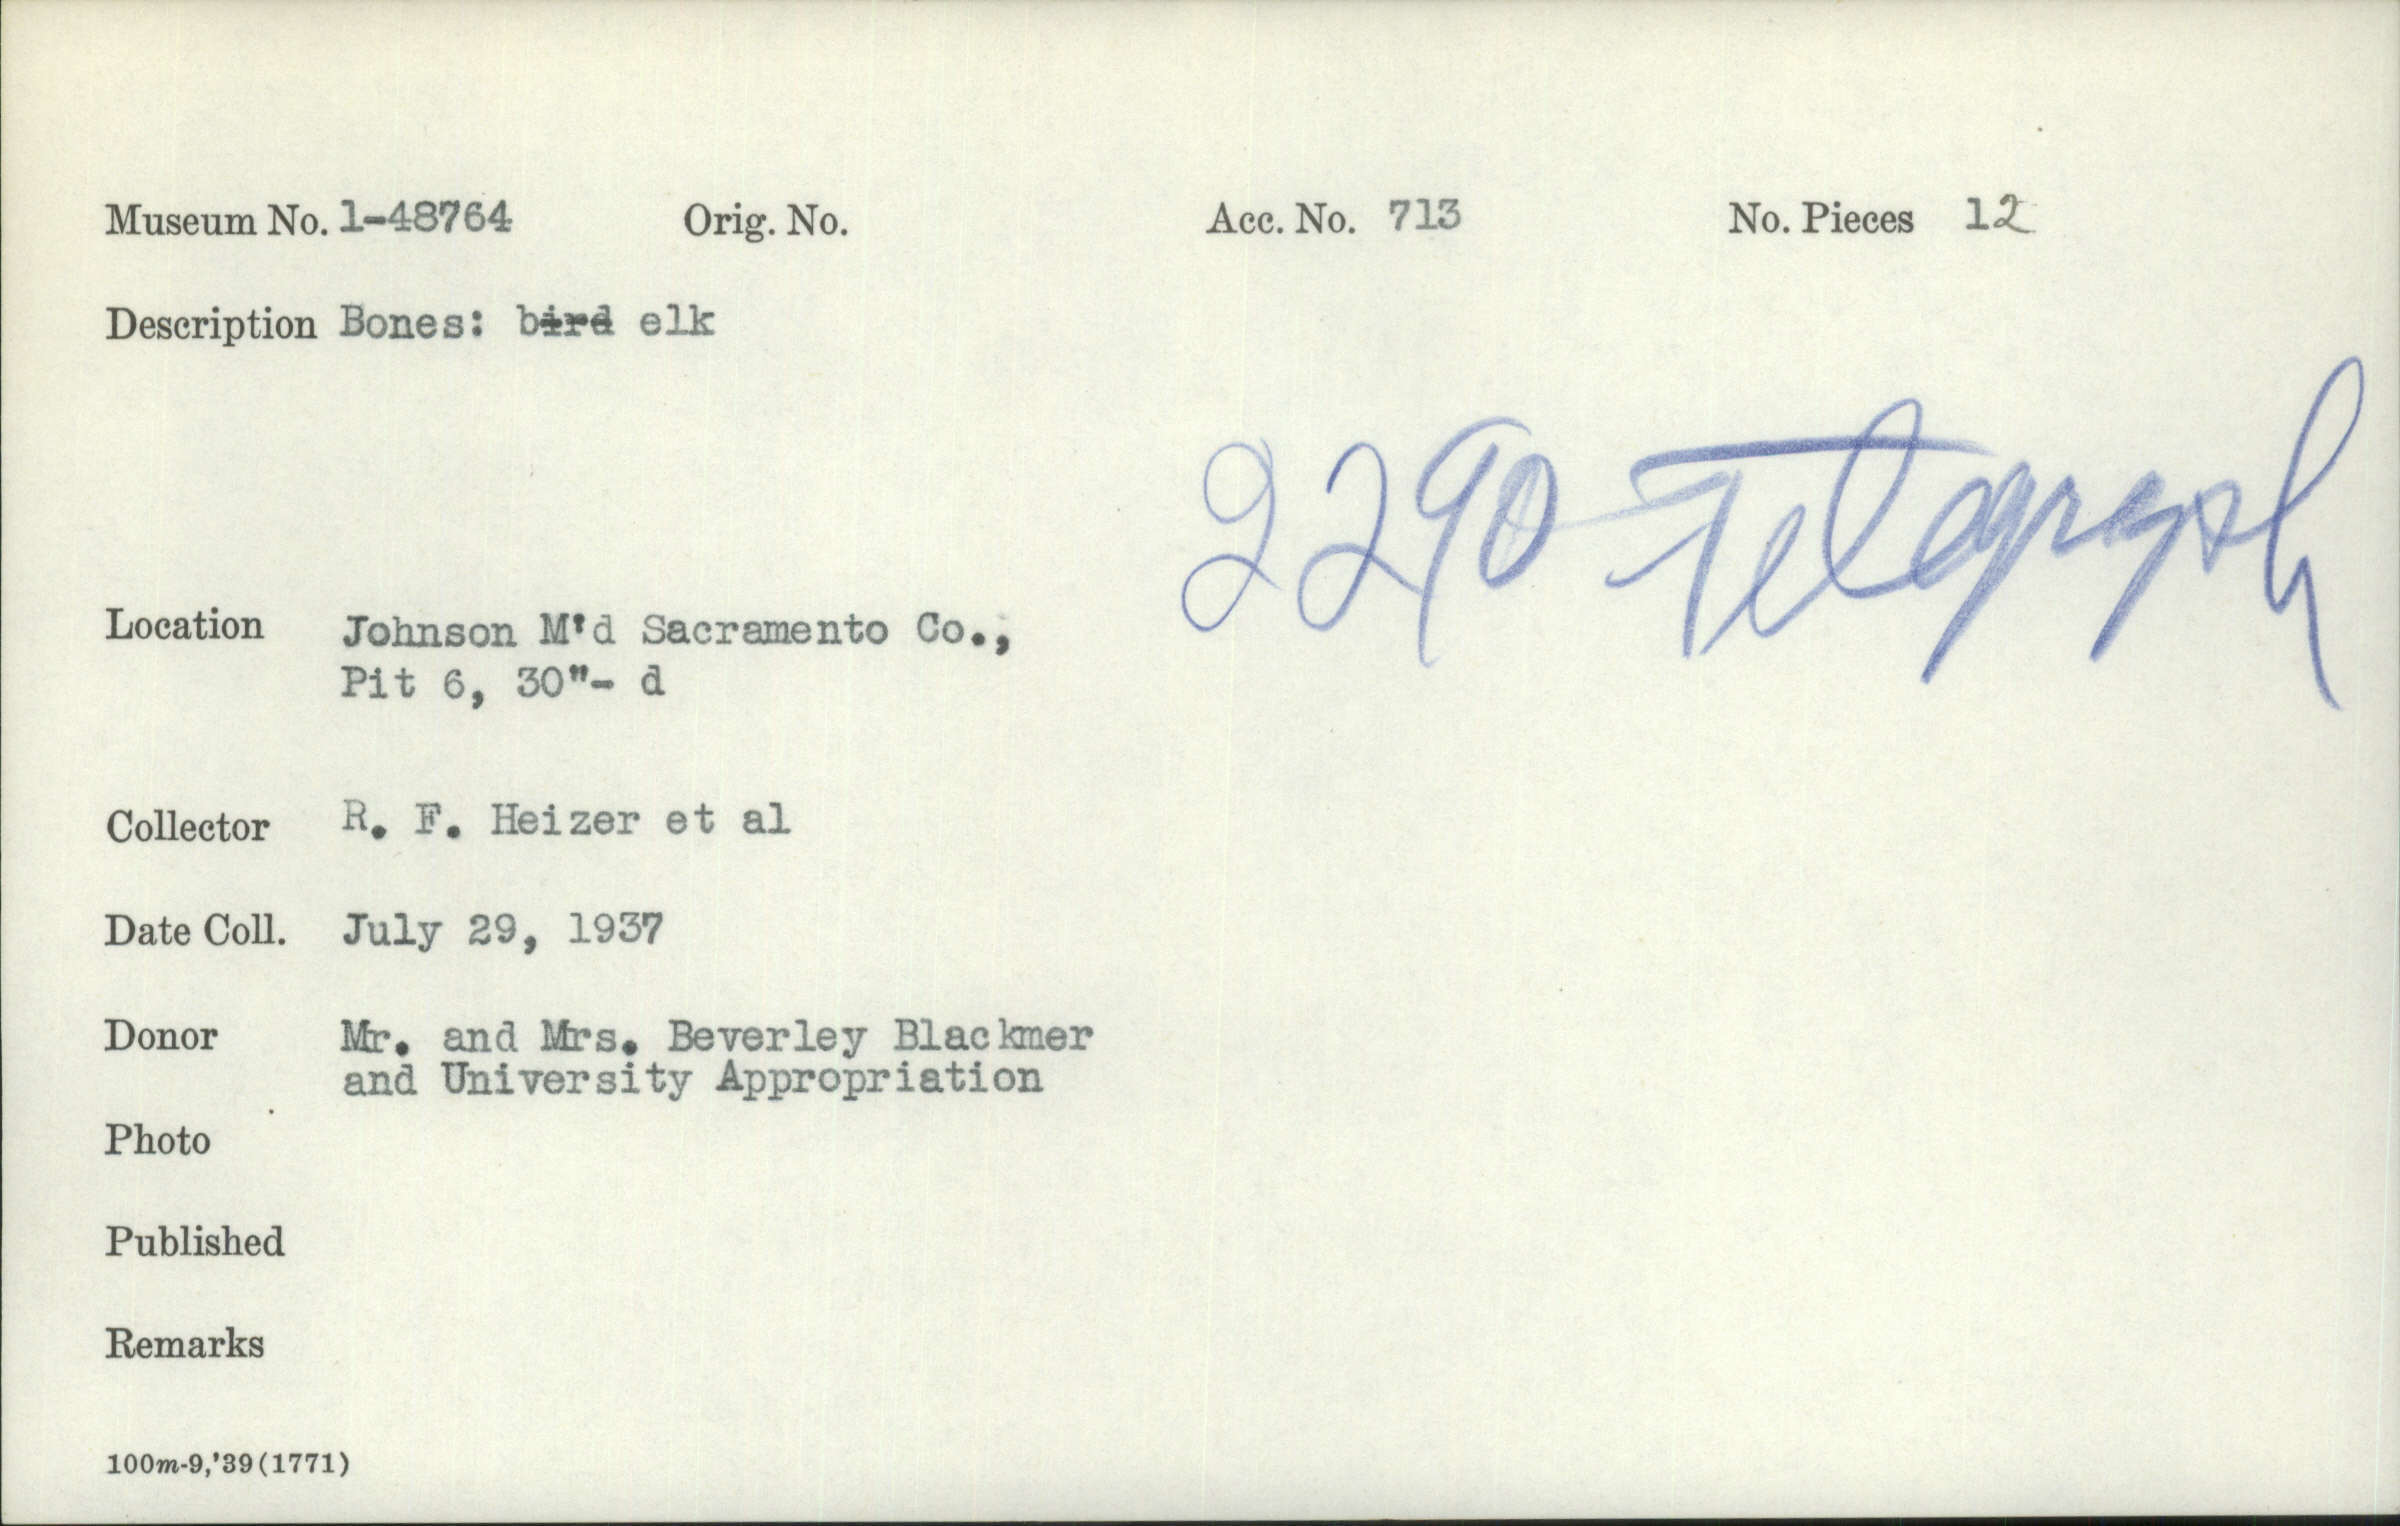 Museum No. 1-48764 Orig. No. Acc. No. 713 No. Pieces 12
Description Bones: bird elk
2290 Telegraph
Location Johnson M'd Sacramento Co.,
Pit 6, 30"- d
Collector R. F. Heizer et al
Date Coll. July 29, 1937
Donor Mr. and Mrs. Beverley Blackmer
and University Appropriation
Photo
Published
Remarks
100m-9,'39(1771)